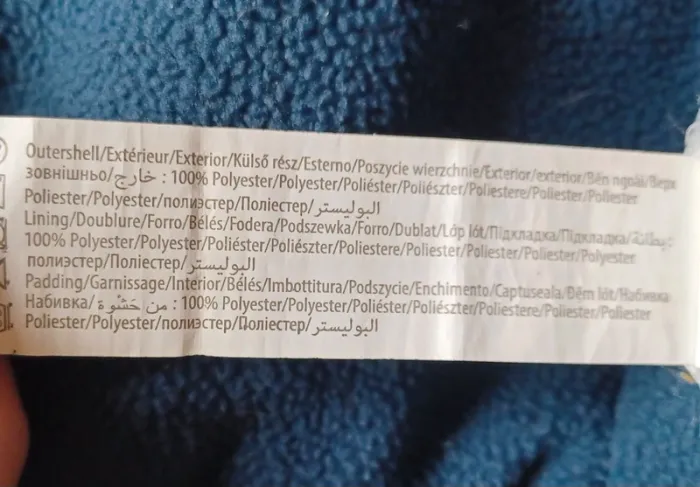 Outershell/Extérieur/Exterior/Külső rész/Esterno/Poszycie wierzchnie/Exterior/exterior/Bên ngoài/Верх
зовнішньо/خارج : 100% Polyester/Polyester/Poliéster/Poliészter/Poliestere/Poliester/Poliester
Poliester/Polyester/полиэстер/Поліестер/البوليستر
Lining/Doublure/Forro/Bélés/Fodera/Podszewka/Forro/Dublat/Lớp lót/Підкладка/Підкладка/بطانة :
100% Polyester/Polyester/Poliéster/Poliészter/Poliestere/Poliester/Poliester/Poliester/Polyester
полиэстер/Поліестер/البوليستر
Padding/Garnissage/Interior/Bélés/Imbottitura/Podszycie/Enchimento/Captuseala/Đệm lót/Набивка
Набивка/من حَشْوة : 100% Polyester/Polyester/Poliéster/Poliészter/Poliestere/Poliester/Poliester
Poliester/Polyester/полиэстер/Поліестер/البوليستر